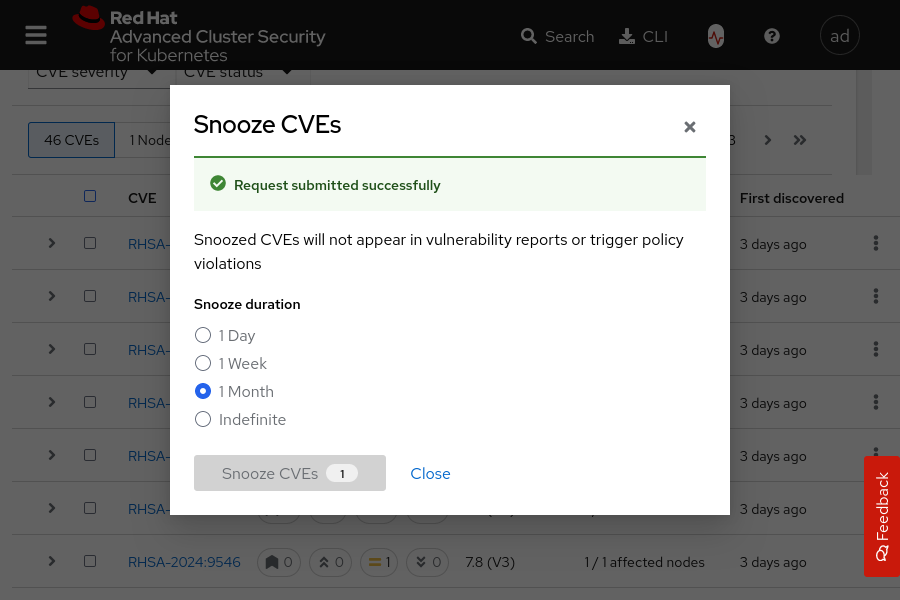 Red Hat
Advanced Cluster Security
for Kubernetes
Search
CLI
ad
CVE severity
CVE status
Snooze CVEs
46 CVEs
1 Node
Request submitted successfully
CVE
First discovered
Snoozed CVEs will not appear in vulnerability reports or trigger policy
violations
RHSA-
3 days ago
RHSA-
3 days ago
Snooze duration
1 Day
RHSA-
3 days ago
1 Week
1 Month
RHSA-
3 days ago
Indefinite
RHSA-
3 days ago
Snooze CVEs 1
Close
RHSA-
3 days ago
Feedback
RHSA-2024:9546
0
0
1
0
7.8 (V3)
1 / 1 affected nodes
3 days ago